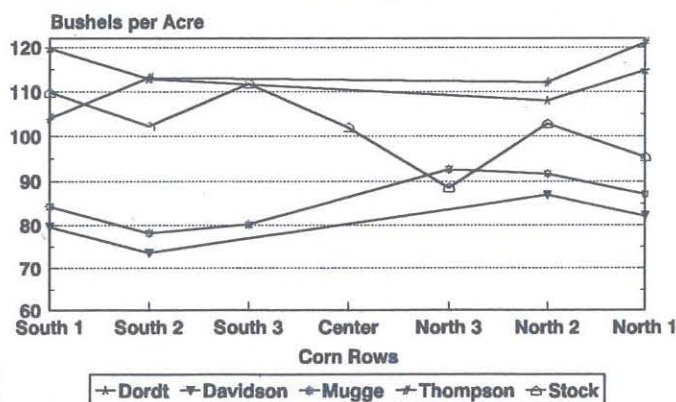 Bushels per Acre
120
110
100
90
80
70
60
South 1 South 2 South 3 Center North 3 North 2 North 1
Corn Rows
Dordt Davidson Mugge Thompson Stock